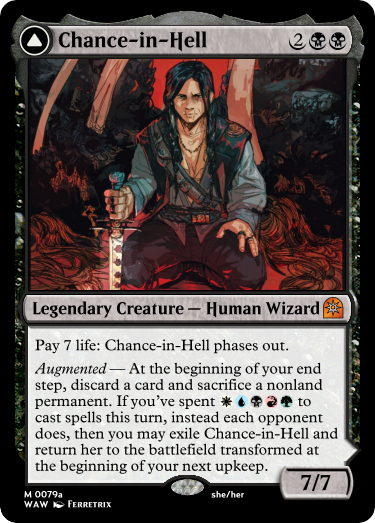 Chance-in-Hell 2
Legendary Creature — Human Wizard
Pay 7 life: Chance-in-Hell phases out.
Augmented — At the beginning of your end
step, discard a card and sacrifice a nonland
permanent. If you've spent to
cast spells this turn, instead each opponent
does, then you may exile Chance-in-Hell and
return her to the battlefield transformed at
the beginning of your next upkeep.
7/7
M 0079a
WAW Ferretrix
she/her